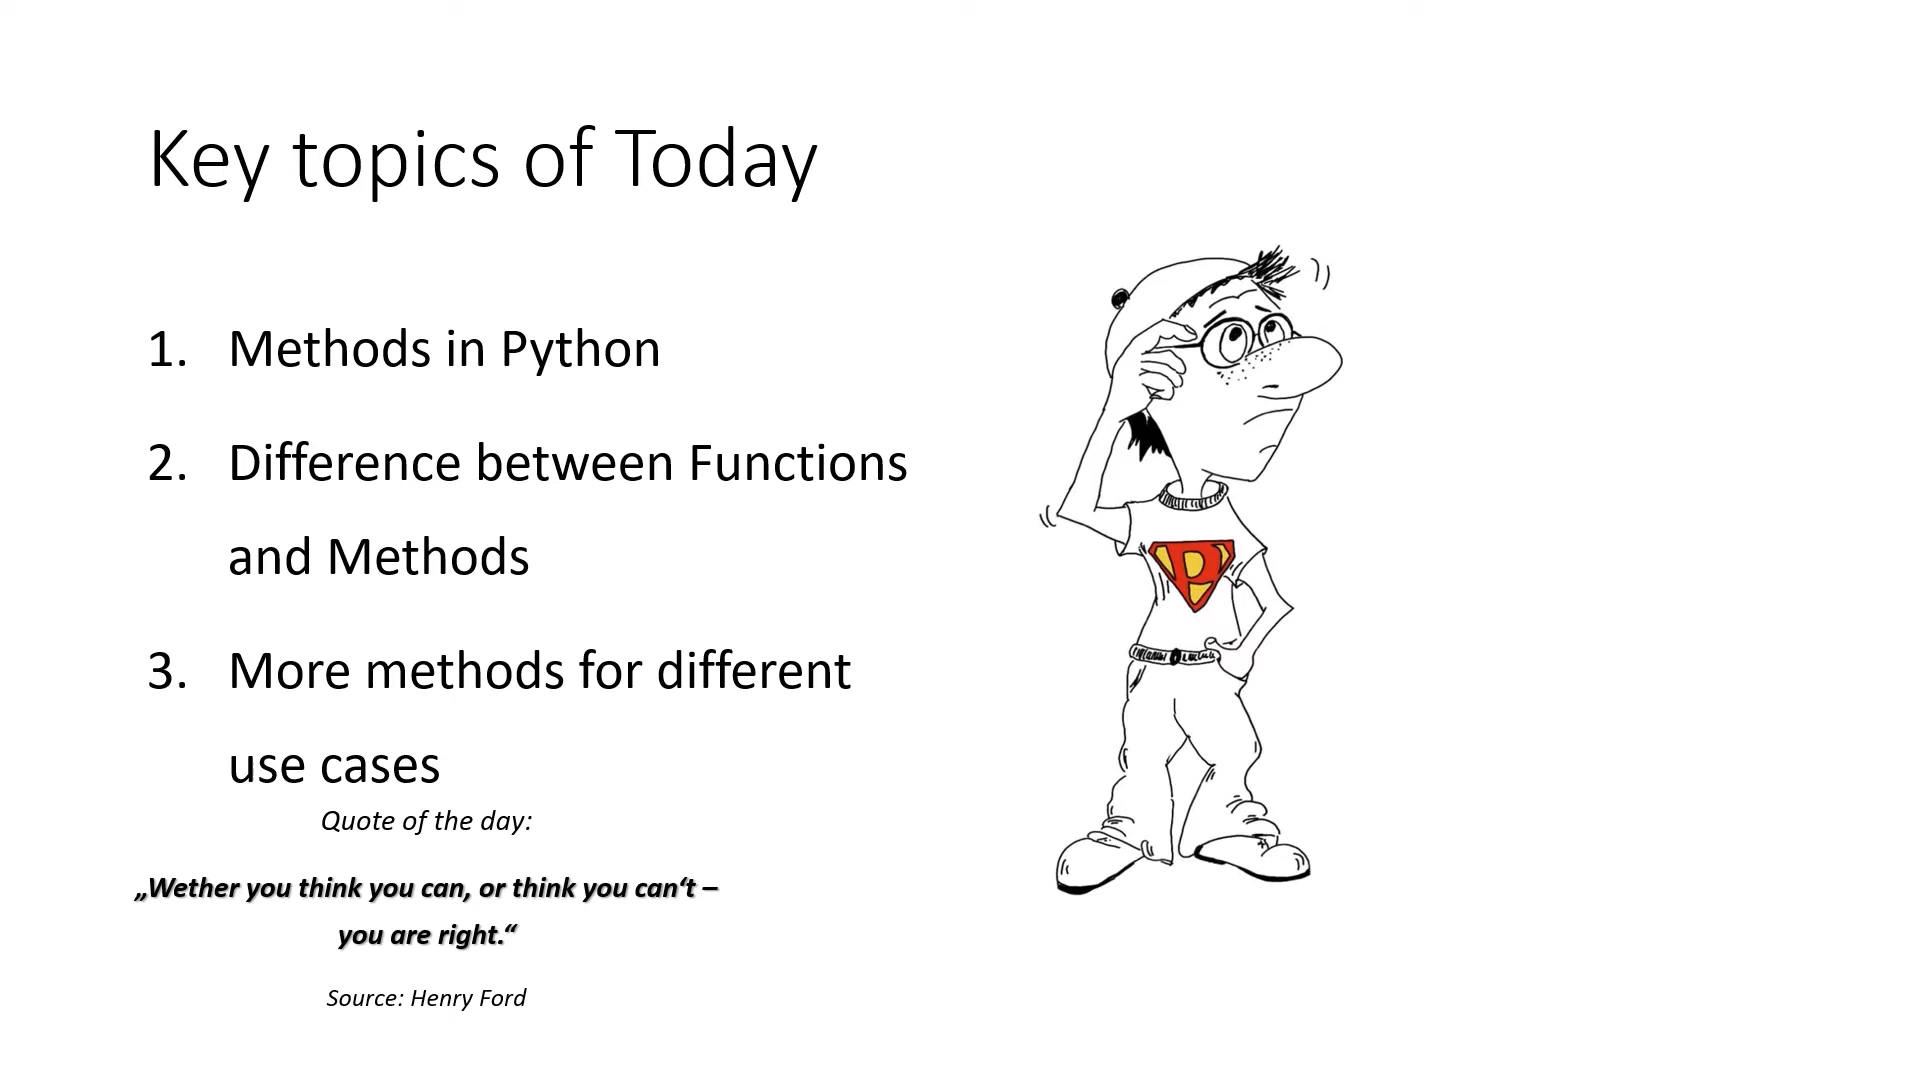 Key topics of Today
1. Methods in Python
2. Difference between Functions
and Methods
3. More methods for different
use cases
Quote of the day:
„Wether you think you can, or think you can‘t –
you are right.“
Source: Henry Ford
P